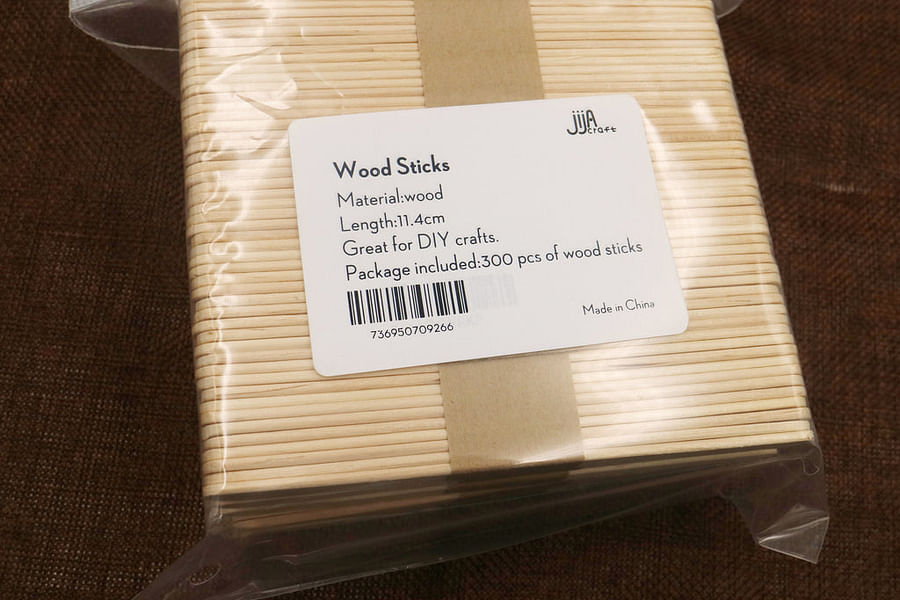 jijA
craft
Wood Sticks
Material:wood
Length:11.4cm
Great for DIY crafts.
Package included:300 pcs of wood sticks
736950709266
Made in China